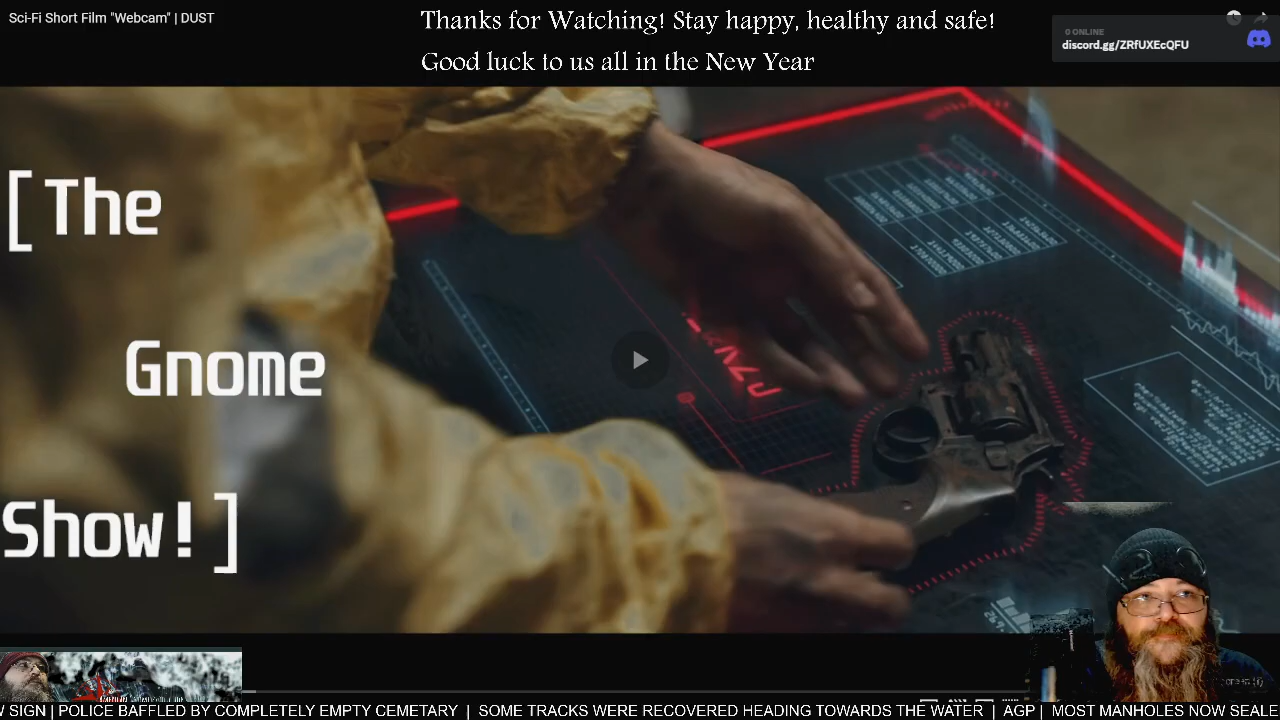 Sci-Fi Short Film "Webcam" | DUST
Thanks for Watching! Stay happy, healthy and safe!
Good luck to us all in the New Year
0 ONLINE
discord.gg/ZRfUXEcQFU
[The
Gnome
Show!]
SIGN | POLICE BAFFLED BY COMPLETELY EMPTY CEMETARY | SOME TRACKS WERE RECOVERED HEADING TOWARDS THE WATER | AGP | MOST MANHOLES NOW SEALE